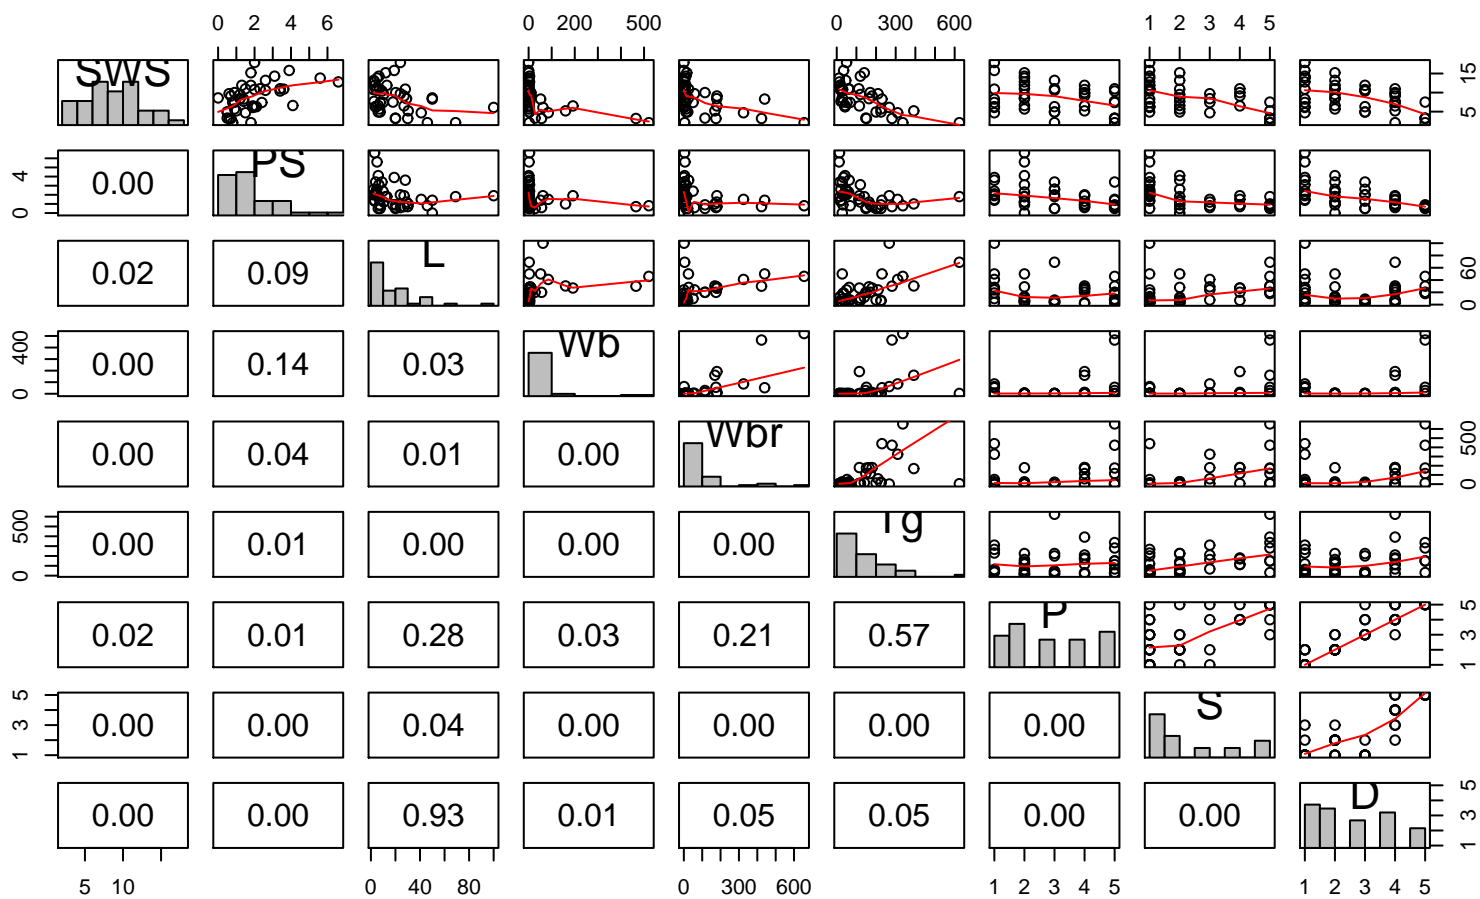 0 2 4 6 0 200 500 0 300 600 1 2 3 4 5
SWS 5 15
0 4 0.00 PS
0.02 0.09 L 0 60
0 400 0.00 0.14 0.03 Wb
0.00 0.04 0.01 0.00 Wbr 0 500
0 500 0.00 0.01 0.00 0.00 0.00 Tg
0.02 0.01 0.28 0.03 0.21 0.57 P 1 3 5
1 3 5 0.00 0.00 0.04 0.00 0.00 0.00 0.00 S
0.00 0.00 0.93 0.01 0.05 0.05 0.00 0.00 D 1 3 5
5 10 0 40 80 0 300 600 1 2 3 4 5 1 2 3 4 5